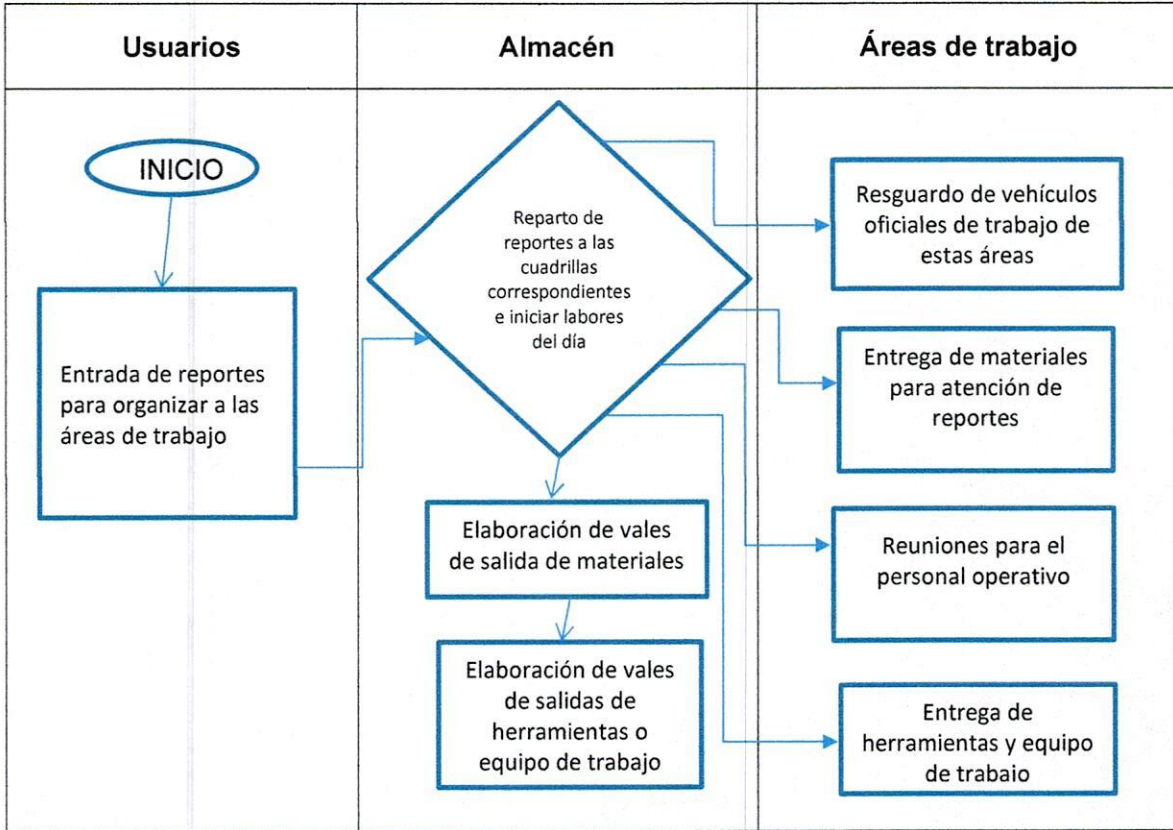 Usuarios
Almacén
Áreas de trabajo
INICIO
Entrada de reportes
para organizar a las
áreas de trabajo
Reparto de
reportes a las
cuadrillas
correspondientes
e iniciar labores
del día
Elaboración de vales
de salida de materiales
Elaboración de vales
de salidas de
herramientas o
equipo de trabajo
Resguardo de vehículos
oficiales de trabajo de
estas áreas
Entrega de materiales
para atención de
reportes
Reuniones para el
personal operativo
Entrega de
herramientas y equipo
de trabajo